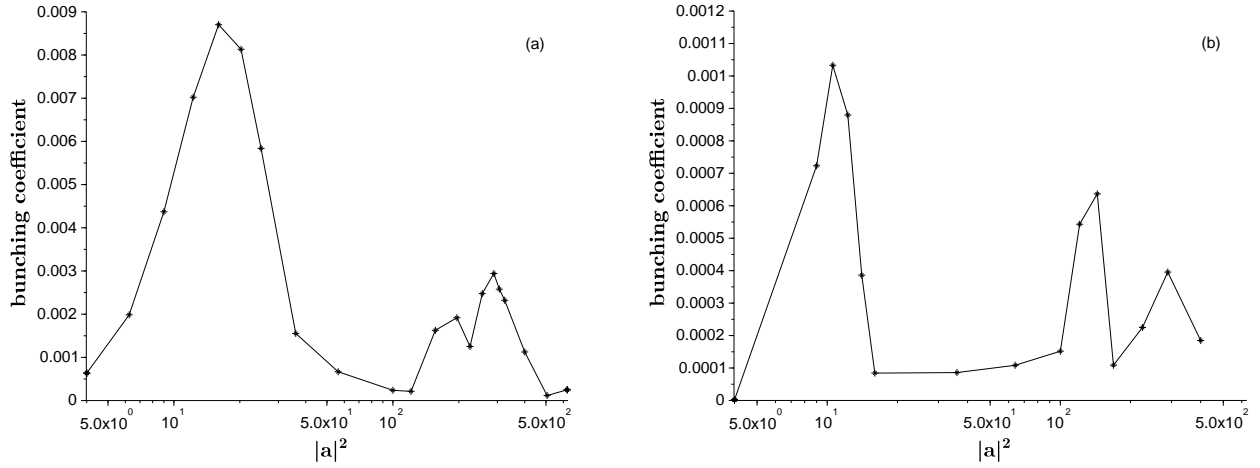 (a)
bunching coefficient
0.009
0.008
0.007
0.006
0.005
0.004
0.003
0.002
0.001
0
5.0x10⁰
10¹
5.0x10¹
10²
5.0x10²
|a|²
(b)
bunching coefficient
0.0012
0.0011
0.001
0.0009
0.0008
0.0007
0.0006
0.0005
0.0004
0.0003
0.0002
0.0001
0
5.0x10⁰
10¹
5.0x10¹
10²
5.0x10²
|a|²